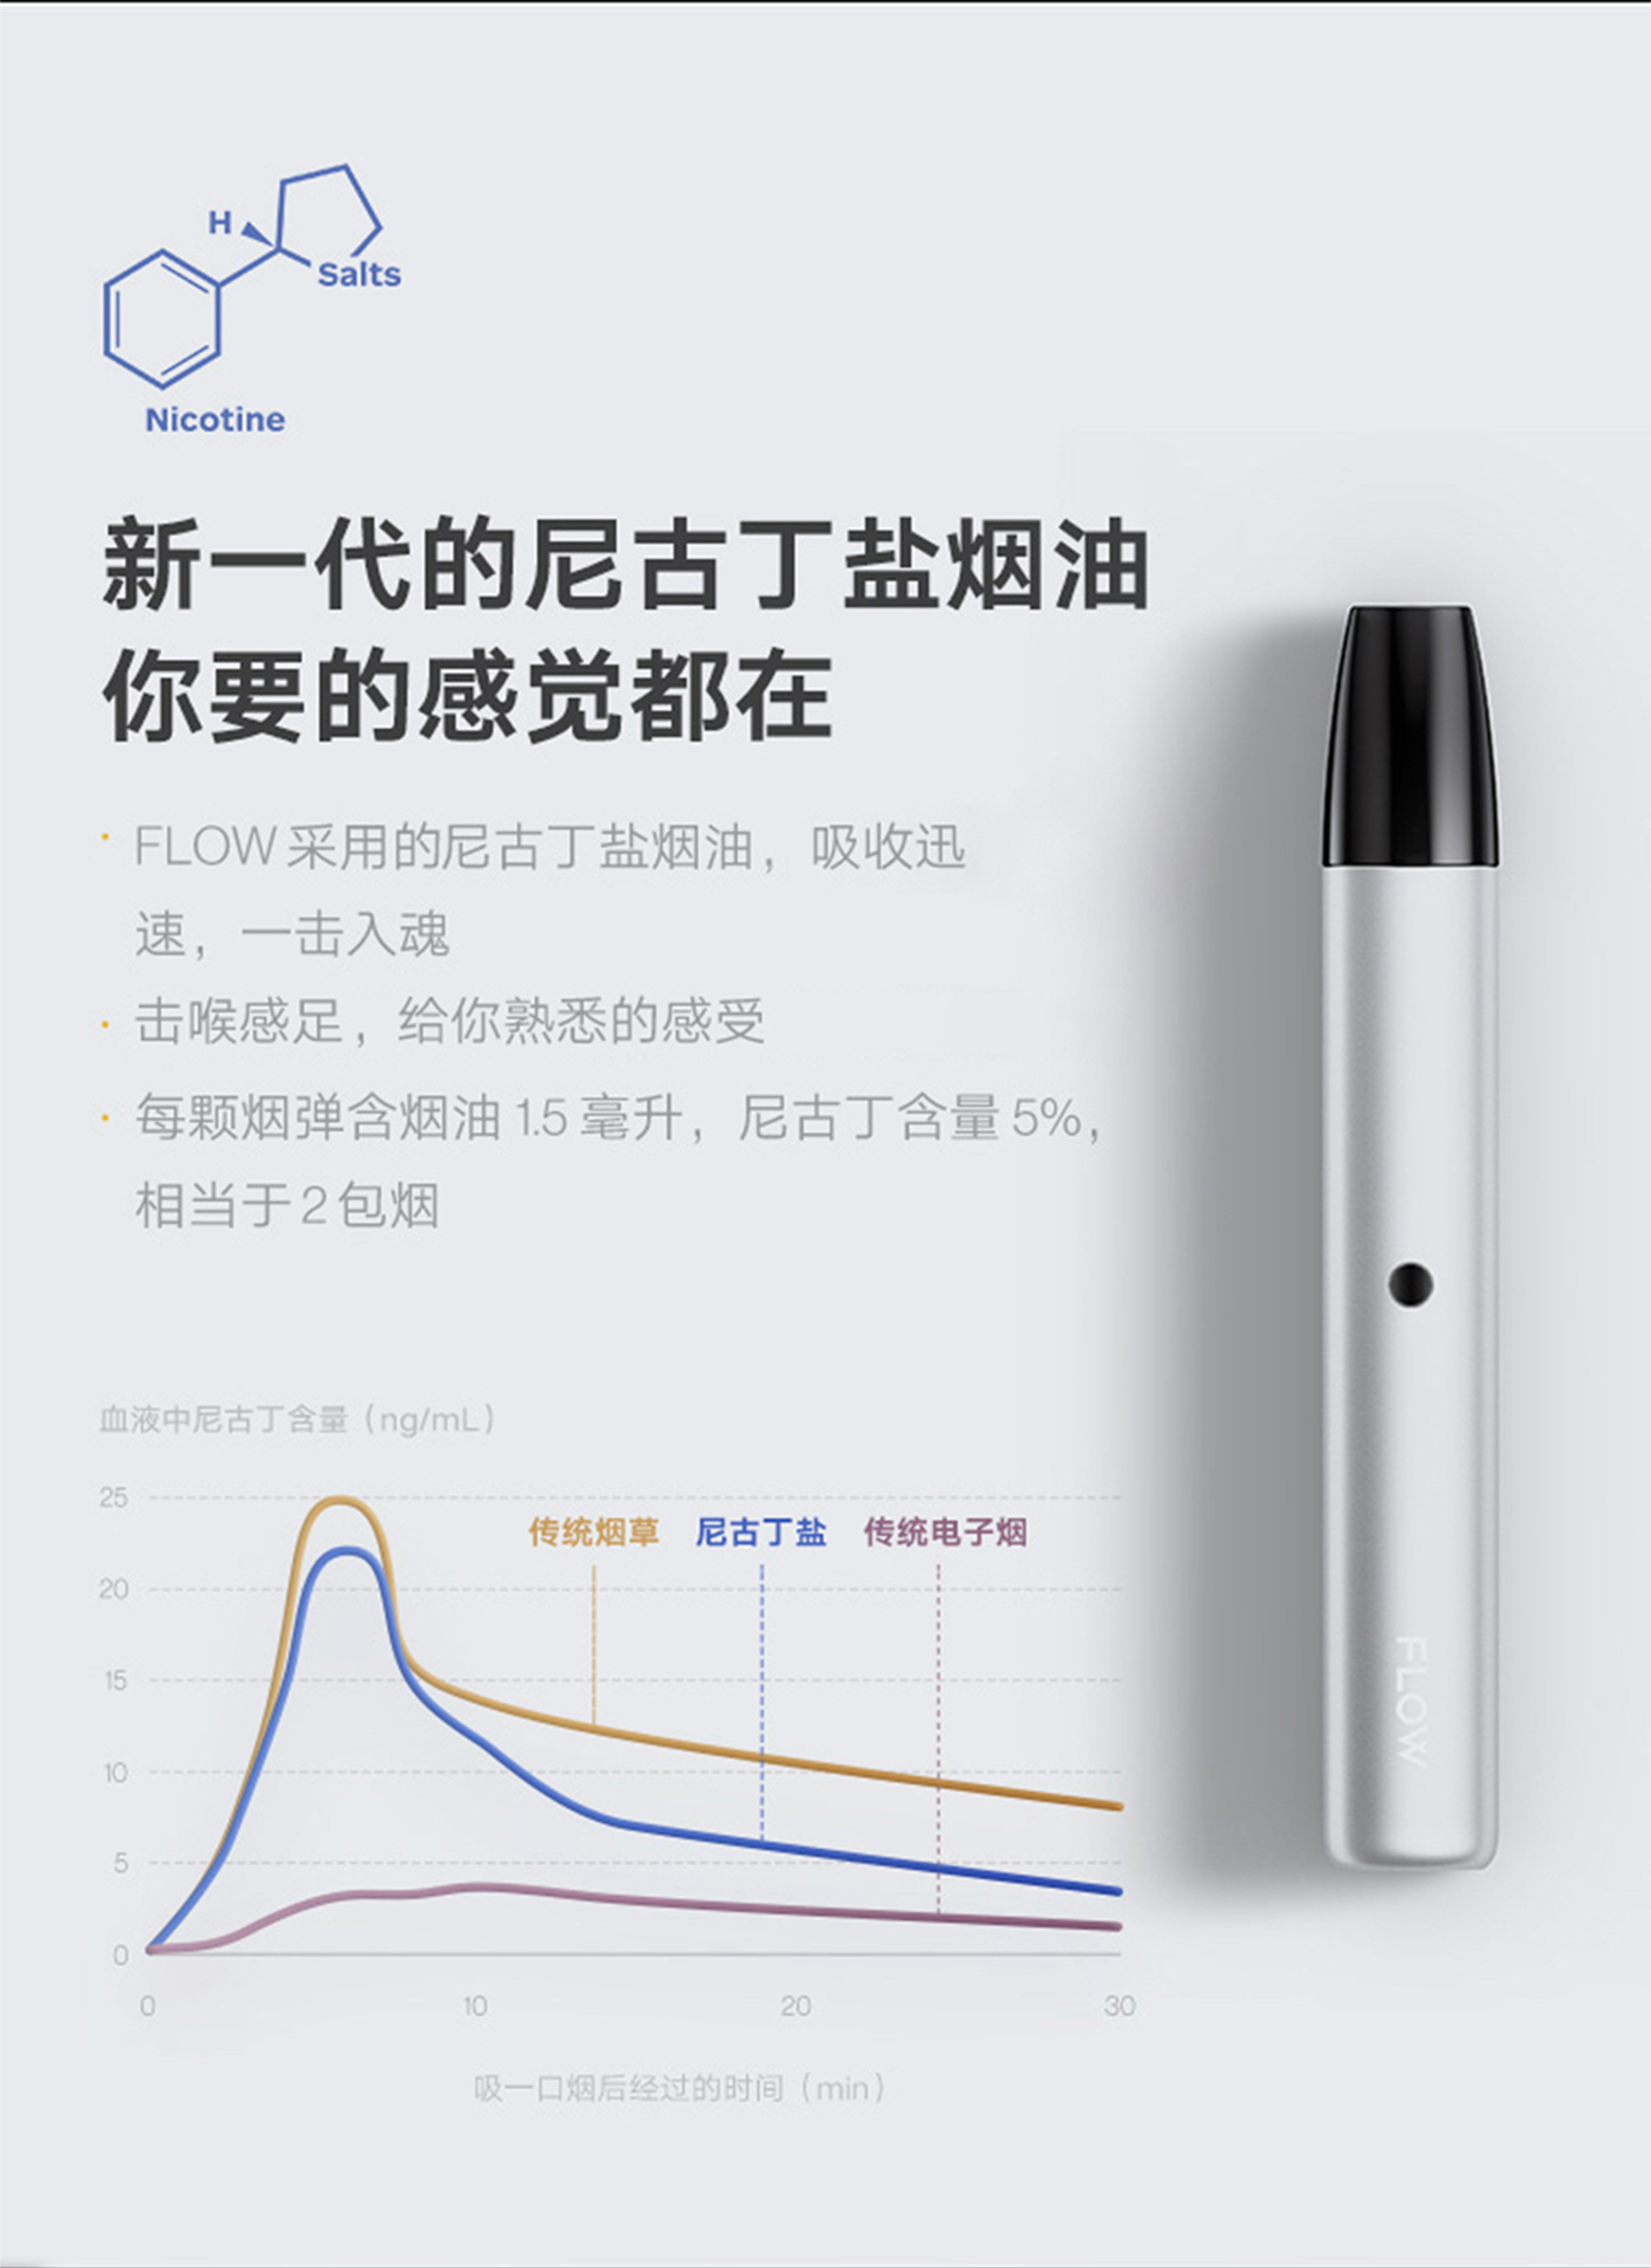 H
Salts
Nicotine
新一代的尼古丁盐烟油
你要的感觉都在
· FLOW 采用的尼古丁盐烟油，吸收迅
速，一击入魂
· 击喉感足，给你熟悉的感受
· 每颗烟弹含烟油 1.5 毫升，尼古丁含量 5%，
相当于 2 包烟
血液中尼古丁含量（ng/mL）
25
传统烟草 尼古丁盐 传统电子烟
20
15
10
5
0
0 10 20 30
吸一口烟后经过的时间（min）
FLOW